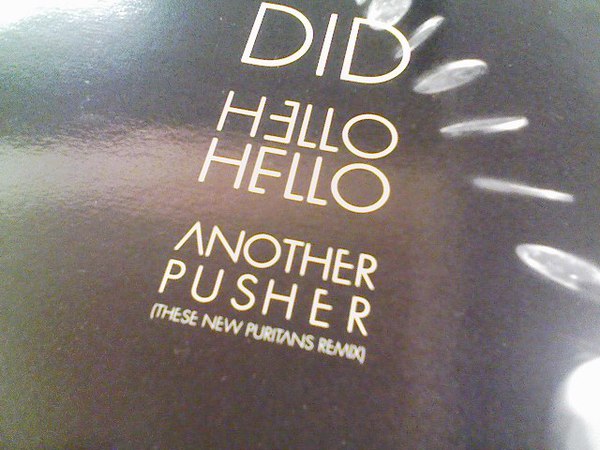 DID
HELLO
HELLO
ANOTHER
PUSHER
(THESE NEW PURITANS REMIX)